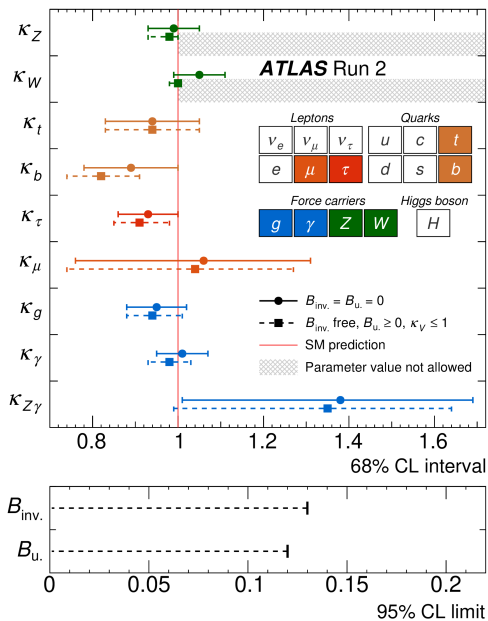 κ_Z
κ_W
κ_t
κ_b
κ_τ
κ_μ
κ_g
κ_γ
κ_Zγ
ATLAS Run 2
Leptons Quarks
ν_e ν_μ ν_τ u c t
e μ τ d s b
Force carriers Higgs boson
g γ Z W H
B_inv. = B_u. = 0
B_inv. free, B_u. ≥ 0, κ_V ≤ 1
SM prediction
Parameter value not allowed
0.8 1 1.2 1.4 1.6
68% CL interval
B_inv.
B_u.
0 0.05 0.1 0.15 0.2
95% CL limit